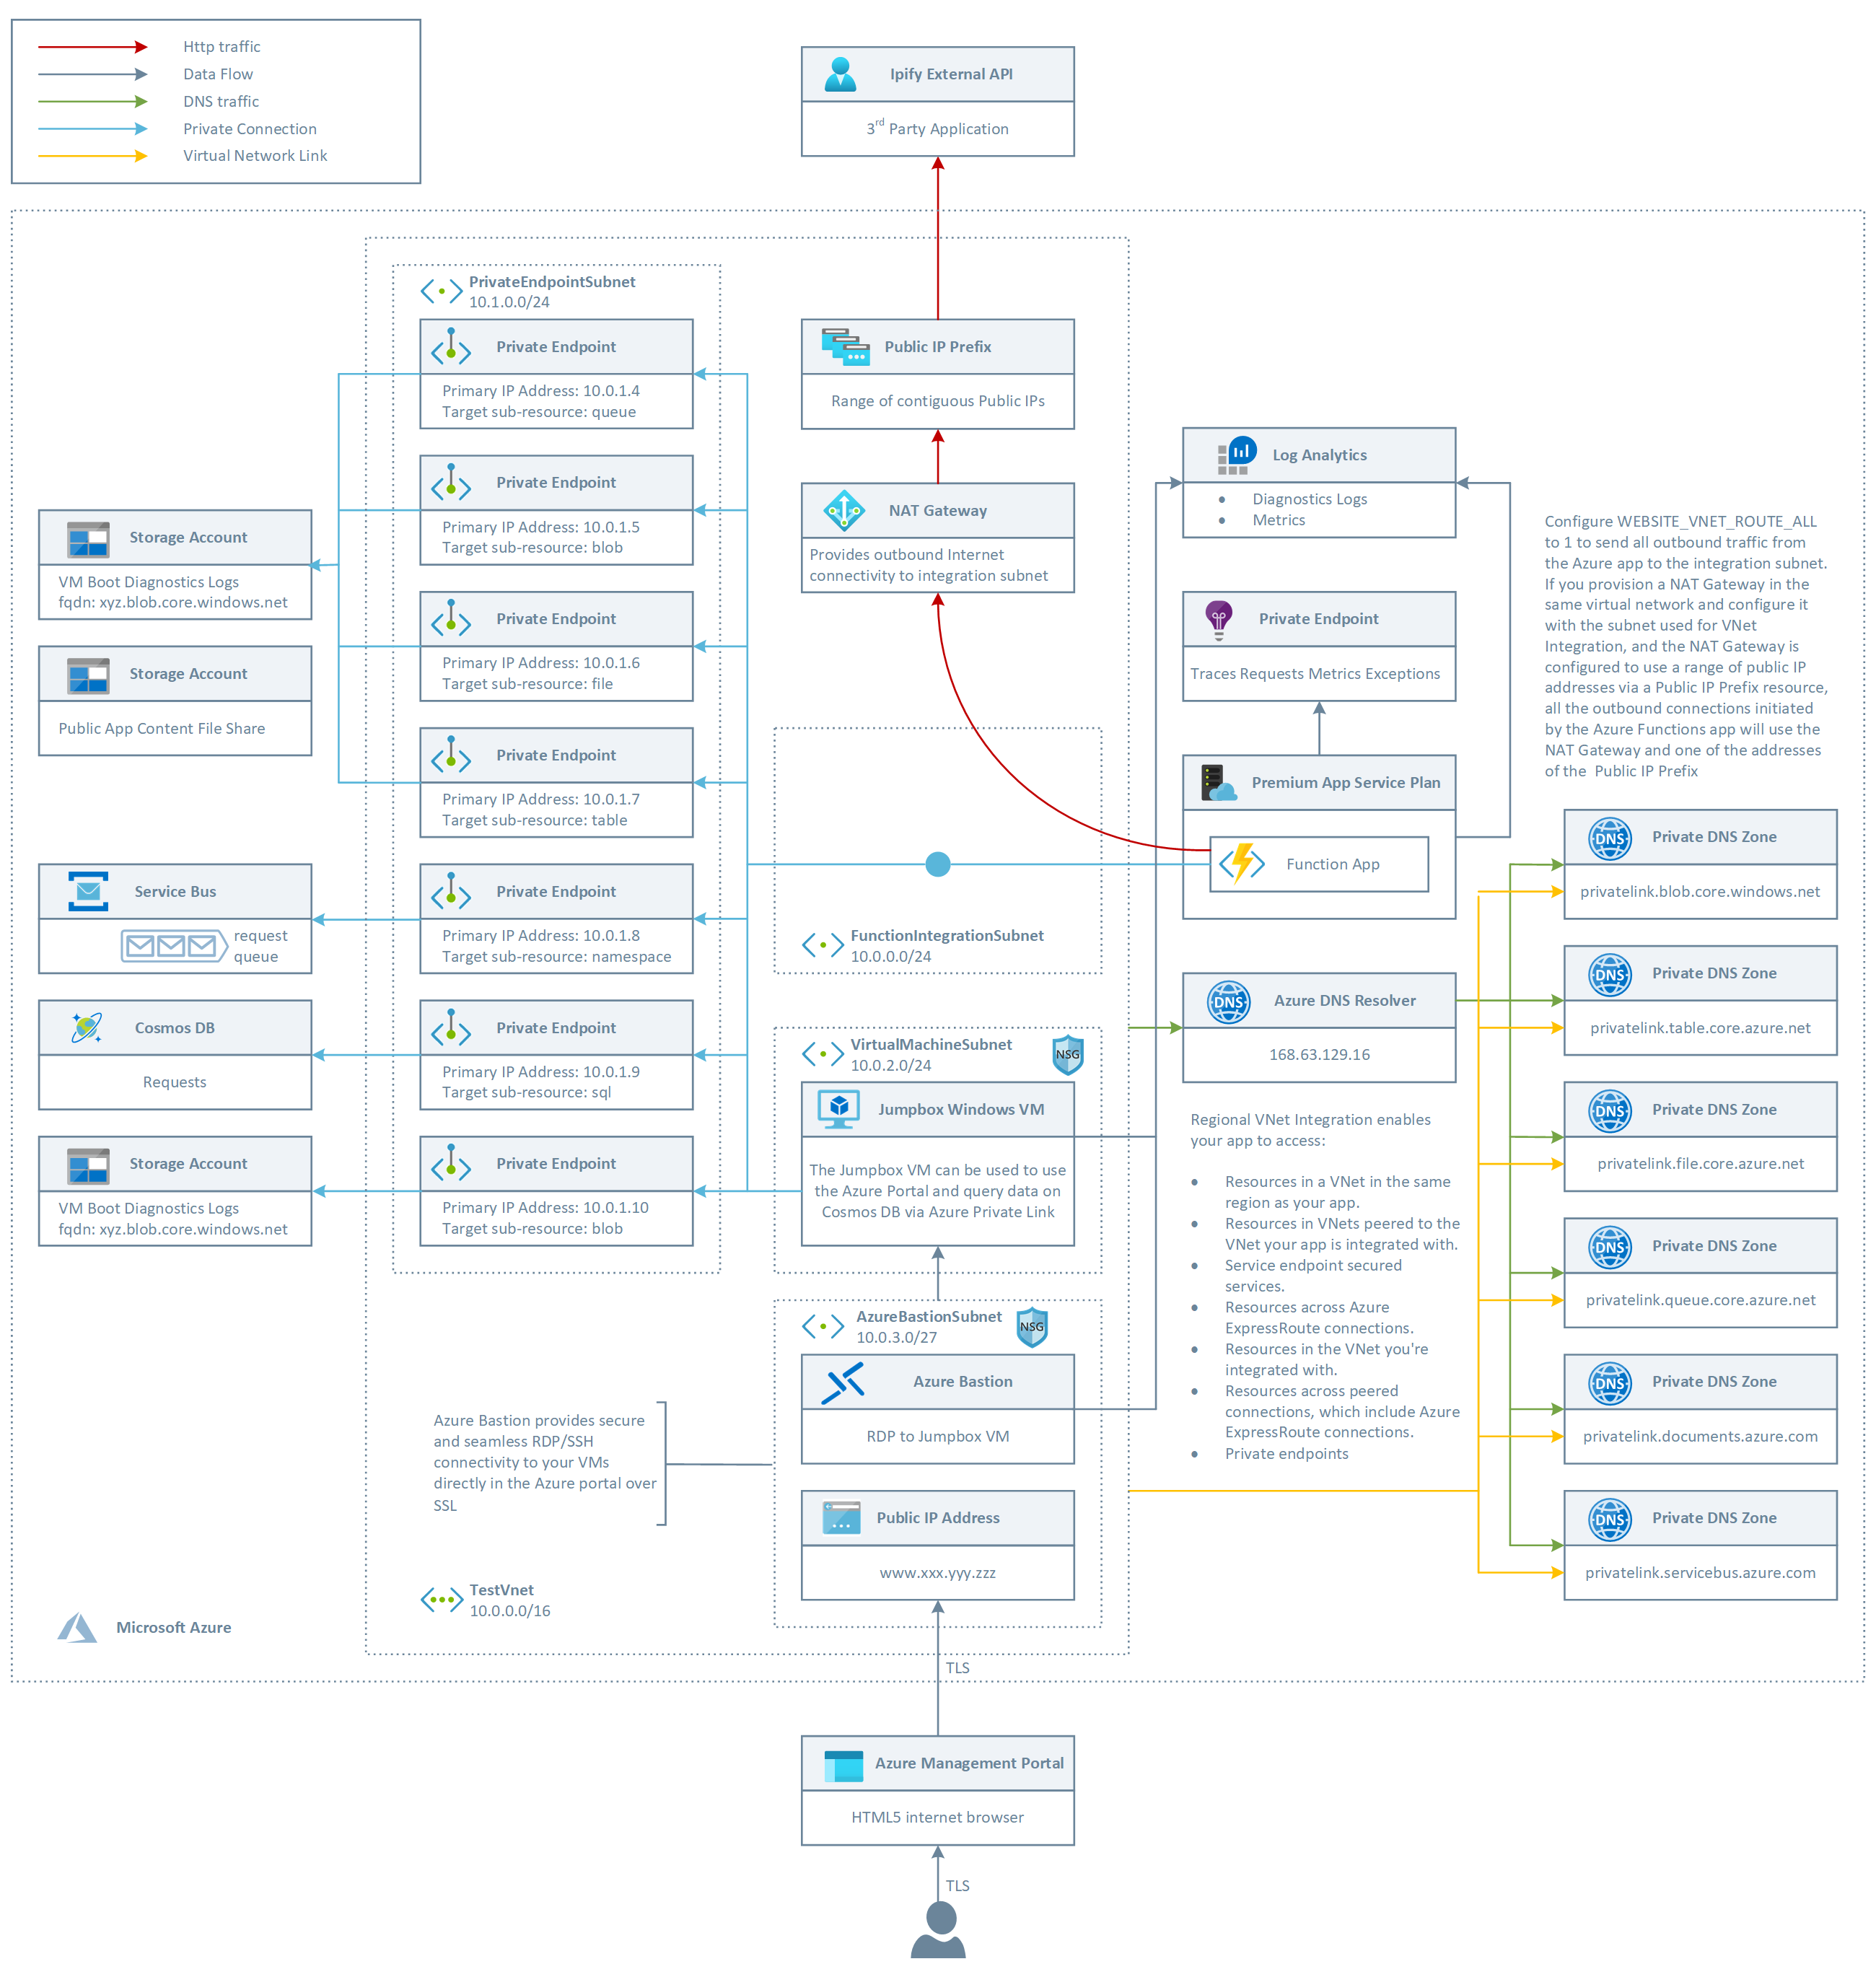 Http traffic
Data Flow
DNS traffic
Private Connection
Virtual Network Link
Ipify External API
3rd Party Application
PrivateEndpointSubnet
10.1.0.0/24
Private Endpoint
Primary IP Address: 10.0.1.4
Target sub-resource: queue
Private Endpoint
Primary IP Address: 10.0.1.5
Target sub-resource: blob
Private Endpoint
Primary IP Address: 10.0.1.6
Target sub-resource: file
Private Endpoint
Primary IP Address: 10.0.1.7
Target sub-resource: table
Private Endpoint
Primary IP Address: 10.0.1.8
Target sub-resource: namespace
Private Endpoint
Primary IP Address: 10.0.1.9
Target sub-resource: sql
Private Endpoint
Primary IP Address: 10.0.1.10
Target sub-resource: blob
Storage Account
VM Boot Diagnostics Logs
fqdn: xyz.blob.core.windows.net
Storage Account
Public App Content File Share
Service Bus
request
queue
Cosmos DB
Requests
Storage Account
VM Boot Diagnostics Logs
fqdn: xyz.blob.core.windows.net
Public IP Prefix
Range of contiguous Public IPs
NAT Gateway
Provides outbound Internet
connectivity to integration subnet
FunctionIntegrationSubnet
10.0.0.0/24
VirtualMachineSubnet
10.0.2.0/24
NSG
Jumpbox Windows VM
The Jumpbox VM can be used to use
the Azure Portal and query data on
Cosmos DB via Azure Private Link
AzureBastionSubnet
10.0.3.0/27
NSG
Azure Bastion
RDP to Jumpbox VM
Public IP Address
www.xxx.yyy.zzz
Azure Bastion provides secure
and seamless RDP/SSH
connectivity to your VMs
directly in the Azure portal over
SSL
TestVnet
10.0.0.0/16
Microsoft Azure
TLS
Azure Management Portal
HTML5 internet browser
TLS
Log Analytics
• Diagnostics Logs
• Metrics
Private Endpoint
Traces Requests Metrics Exceptions
Premium App Service Plan
Function App
Azure DNS Resolver
DNS
168.63.129.16
Regional VNet Integration enables
your app to access:
• Resources in a VNet in the same
region as your app.
• Resources in VNets peered to the
VNet your app is integrated with.
• Service endpoint secured
services.
• Resources across Azure
ExpressRoute connections.
• Resources in the VNet you're
integrated with.
• Resources across peered
connections, which include Azure
ExpressRoute connections.
• Private endpoints
Configure WEBSITE_VNET_ROUTE_ALL
to 1 to send all outbound traffic from
the Azure app to the integration subnet.
If you provision a NAT Gateway in the
same virtual network and configure it
with the subnet used for VNet
Integration, and the NAT Gateway is
configured to use a range of public IP
addresses via a Public IP Prefix resource,
all the outbound connections initiated
by the Azure Functions app will use the
NAT Gateway and one of the addresses
of the Public IP Prefix
DNS
Private DNS Zone
privatelink.blob.core.windows.net
DNS
Private DNS Zone
privatelink.table.core.azure.net
DNS
Private DNS Zone
privatelink.file.core.azure.net
DNS
Private DNS Zone
privatelink.queue.core.azure.net
DNS
Private DNS Zone
privatelink.documents.azure.com
DNS
Private DNS Zone
privatelink.servicebus.azure.com